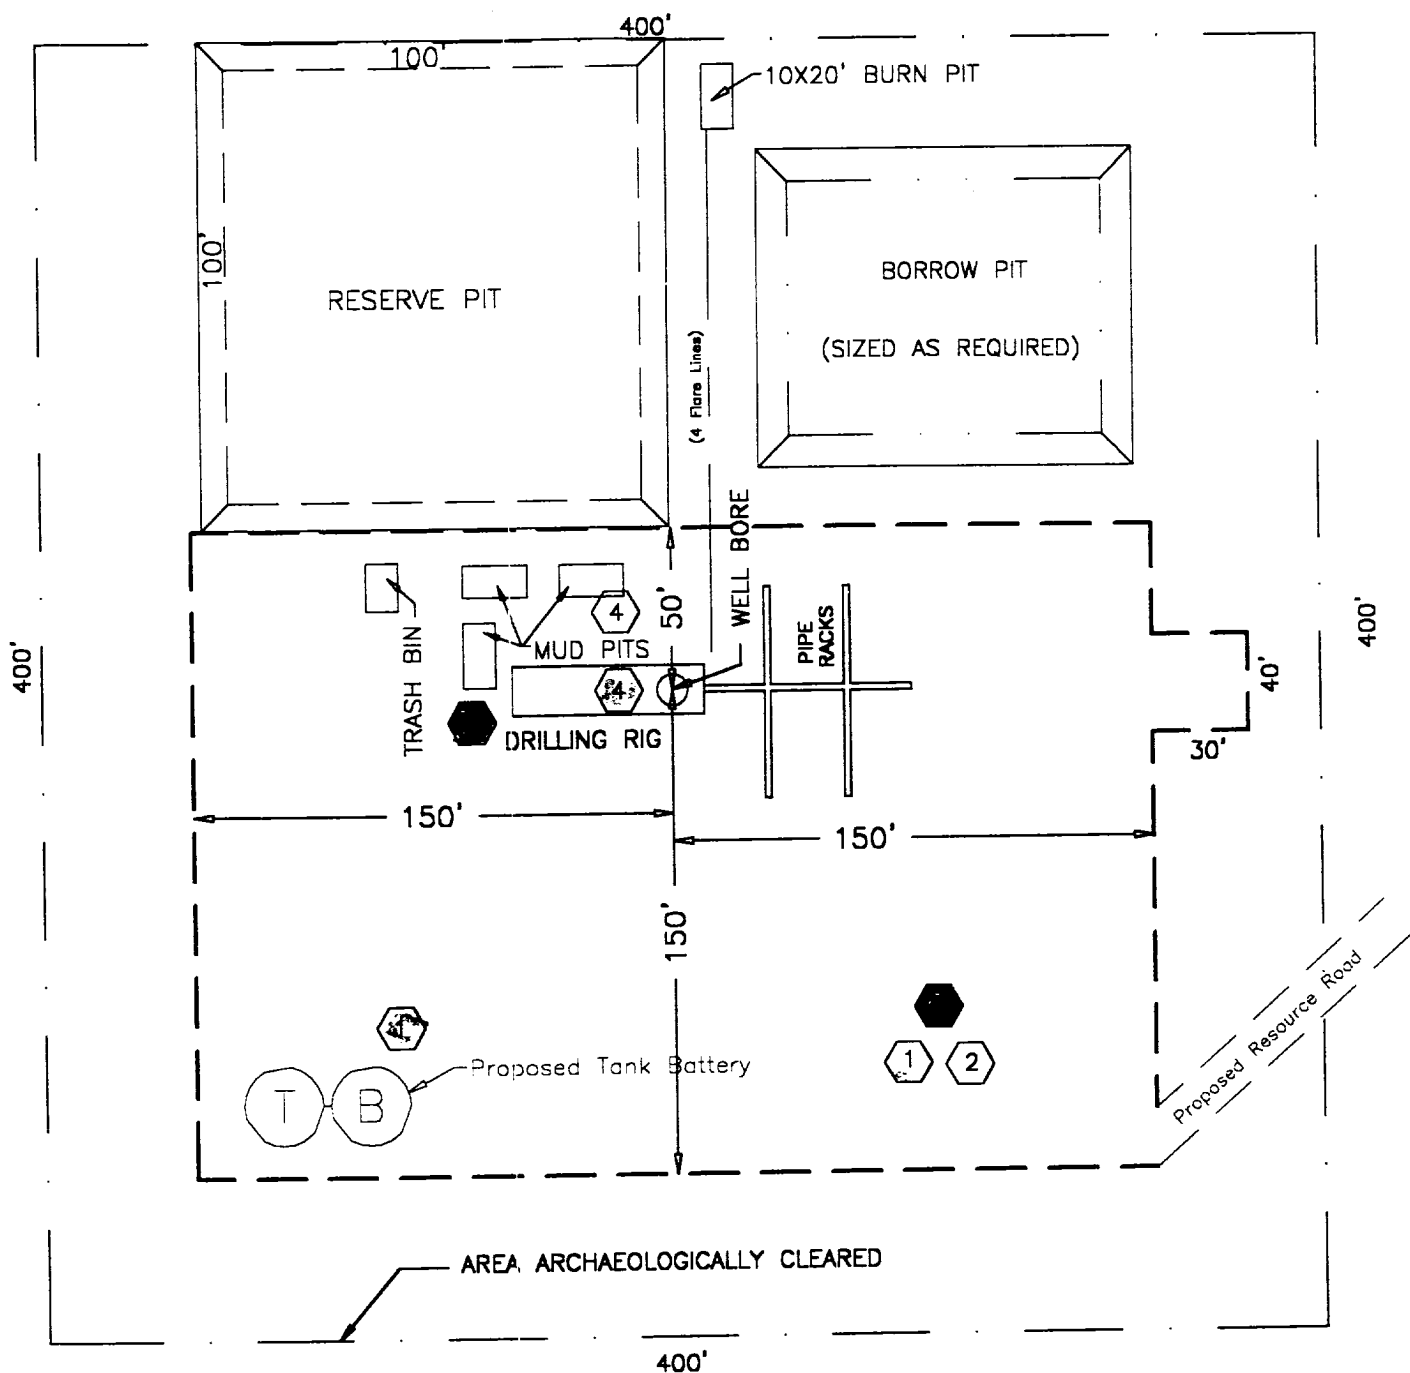 400'
100'
10X20' BURN PIT
100'
RESERVE PIT
BORROW PIT
(SIZED AS REQUIRED)
(4 Flare Lines)
WELL BORE
50'
4
MUD PITS
TRASH BIN
PIPE
RACKS
400'
400'
40'
4
DRILLING RIG
30'
150'
150'
150'
Proposed Resource Road
1
2
Proposed Tank Battery
T
B
AREA ARCHAEOLOGICALLY CLEARED
400'